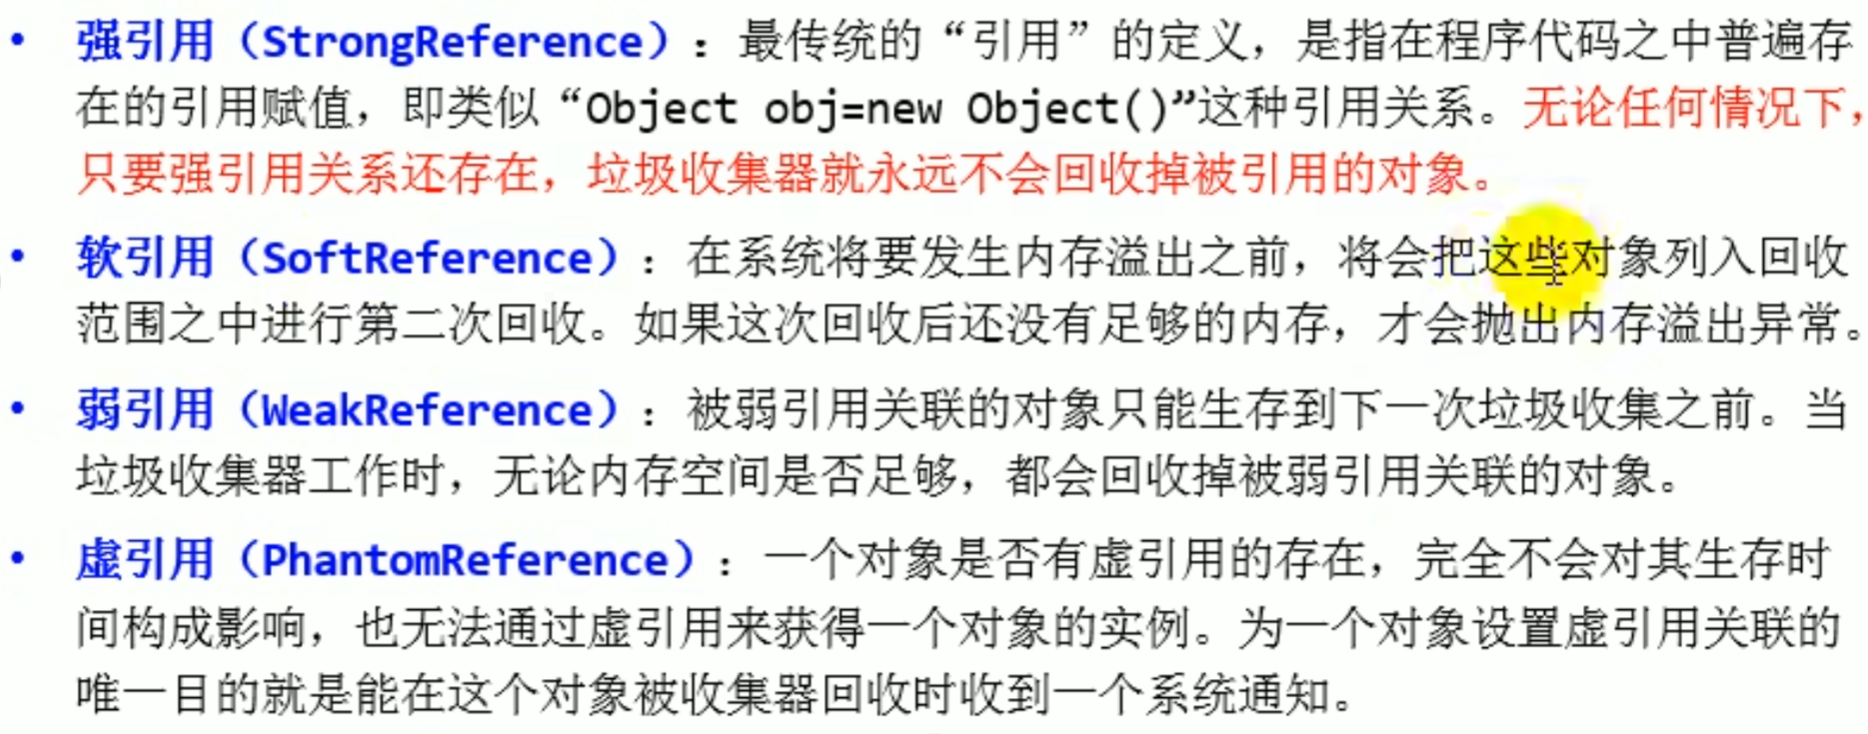 • 强引用（StrongReference）：最传统的“引用”的定义，是指在程序代码之中普遍存
在的引用赋值，即类似“Object obj=new Object()”这种引用关系。无论任何情况下，
只要强引用关系还存在，垃圾收集器就永远不会回收掉被引用的对象。
• 软引用（SoftReference）：在系统将要发生内存溢出之前，将会把这些对象列入回收
范围之中进行第二次回收。如果这次回收后还没有足够的内存，才会抛出内存溢出异常。
• 弱引用（WeakReference）：被弱引用关联的对象只能生存到下一次垃圾收集之前。当
垃圾收集器工作时，无论内存空间是否足够，都会回收掉被弱引用关联的对象。
• 虚引用（PhantomReference）：一个对象是否有虚引用的存在，完全不会对其生存时
间构成影响，也无法通过虚引用来获得一个对象的实例。为一个对象设置虚引用关联的
唯一目的就是能在这个对象被收集器回收时收到一个系统通知。